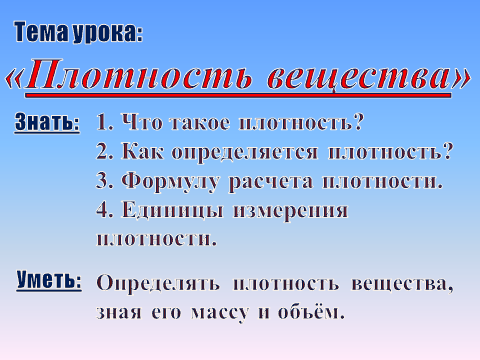 Тема урока:
«Плотность вещества»
Знать: 1. Что такое плотность?
2. Как определяется плотность?
3. Формулу расчета плотности.
4. Единицы измерения
плотности.
Уметь: Определять плотность вещества,
зная его массу и объём.